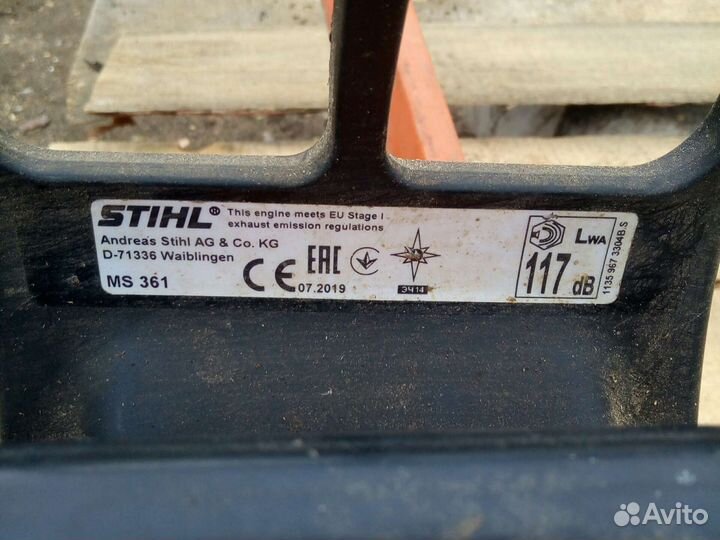 STIHL® This engine meets EU Stage I
exhaust emission regulations
Andreas Stihl AG & Co. KG
D-71336 Waiblingen
MS 361
CE
EAC
07.2019
ЭЧ14
LWA
117 dB
1135 967 3304B.S
Avito